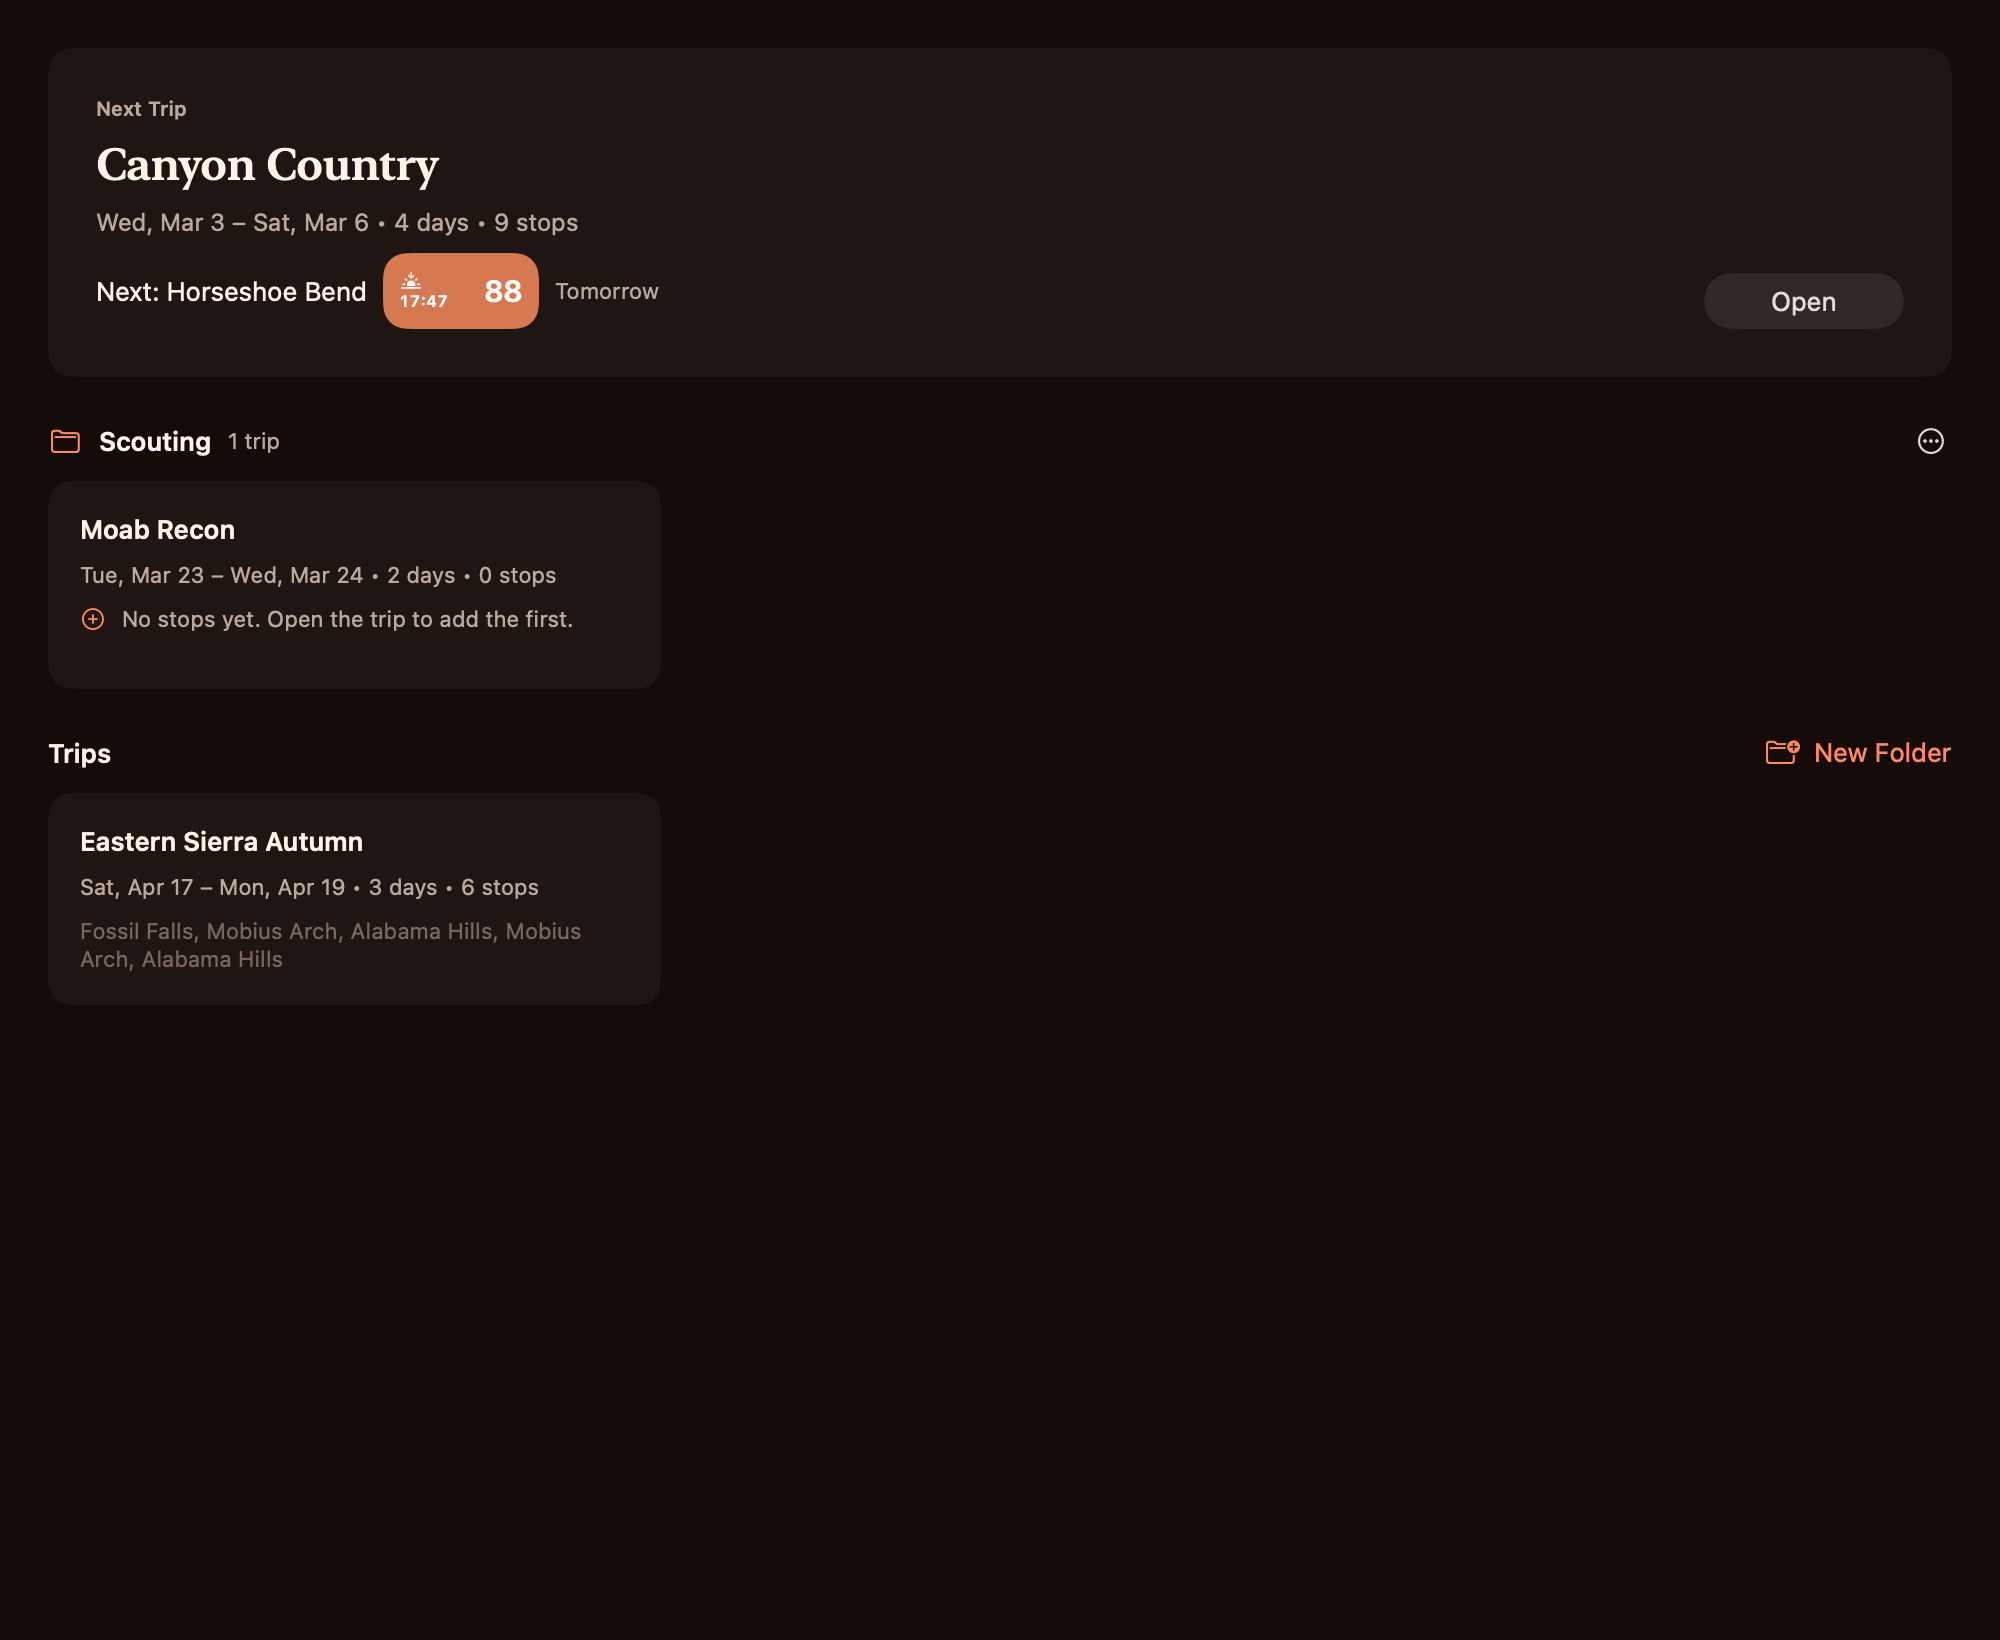 Next Trip
Canyon Country
Wed, Mar 3 – Sat, Mar 6 • 4 days • 9 stops
Next: Horseshoe Bend 17:47 88 Tomorrow
Open
Scouting 1 trip
Moab Recon
Tue, Mar 23 – Wed, Mar 24 • 2 days • 0 stops
No stops yet. Open the trip to add the first.
Trips
New Folder
Eastern Sierra Autumn
Sat, Apr 17 – Mon, Apr 19 • 3 days • 6 stops
Fossil Falls, Mobius Arch, Alabama Hills, Mobius
Arch, Alabama Hills